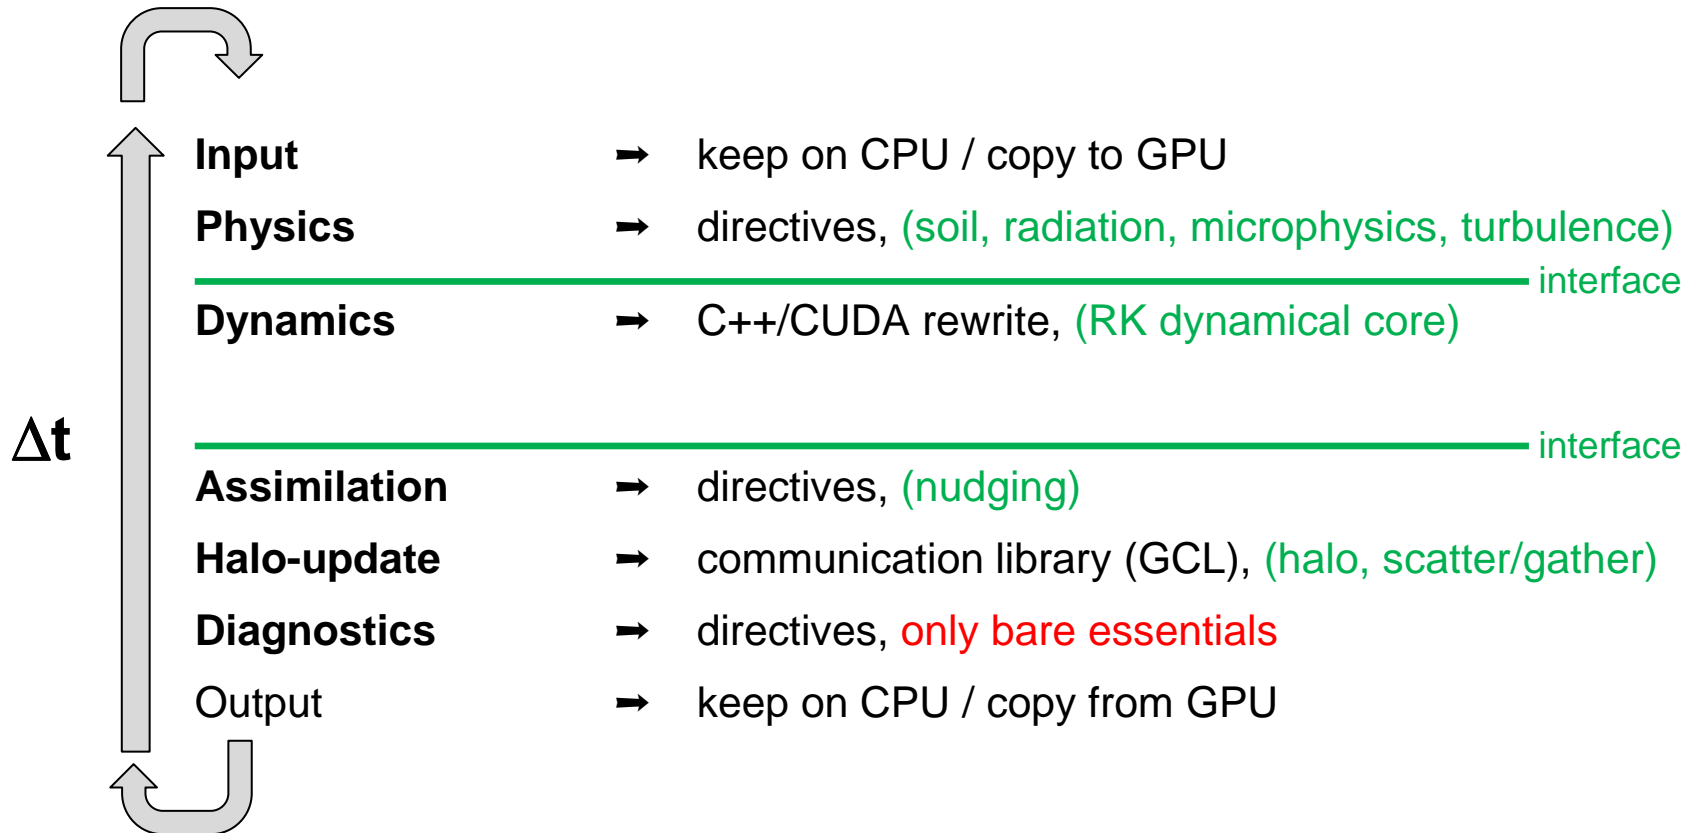 Input ➡ keep on CPU / copy to GPU
Physics ➡ directives, (soil, radiation, microphysics, turbulence)
interface
Dynamics ➡ C++/CUDA rewrite, (RK dynamical core)
Δt
interface
Assimilation ➡ directives, (nudging)
Halo-update ➡ communication library (GCL), (halo, scatter/gather)
Diagnostics ➡ directives, only bare essentials
Output ➡ keep on CPU / copy from GPU